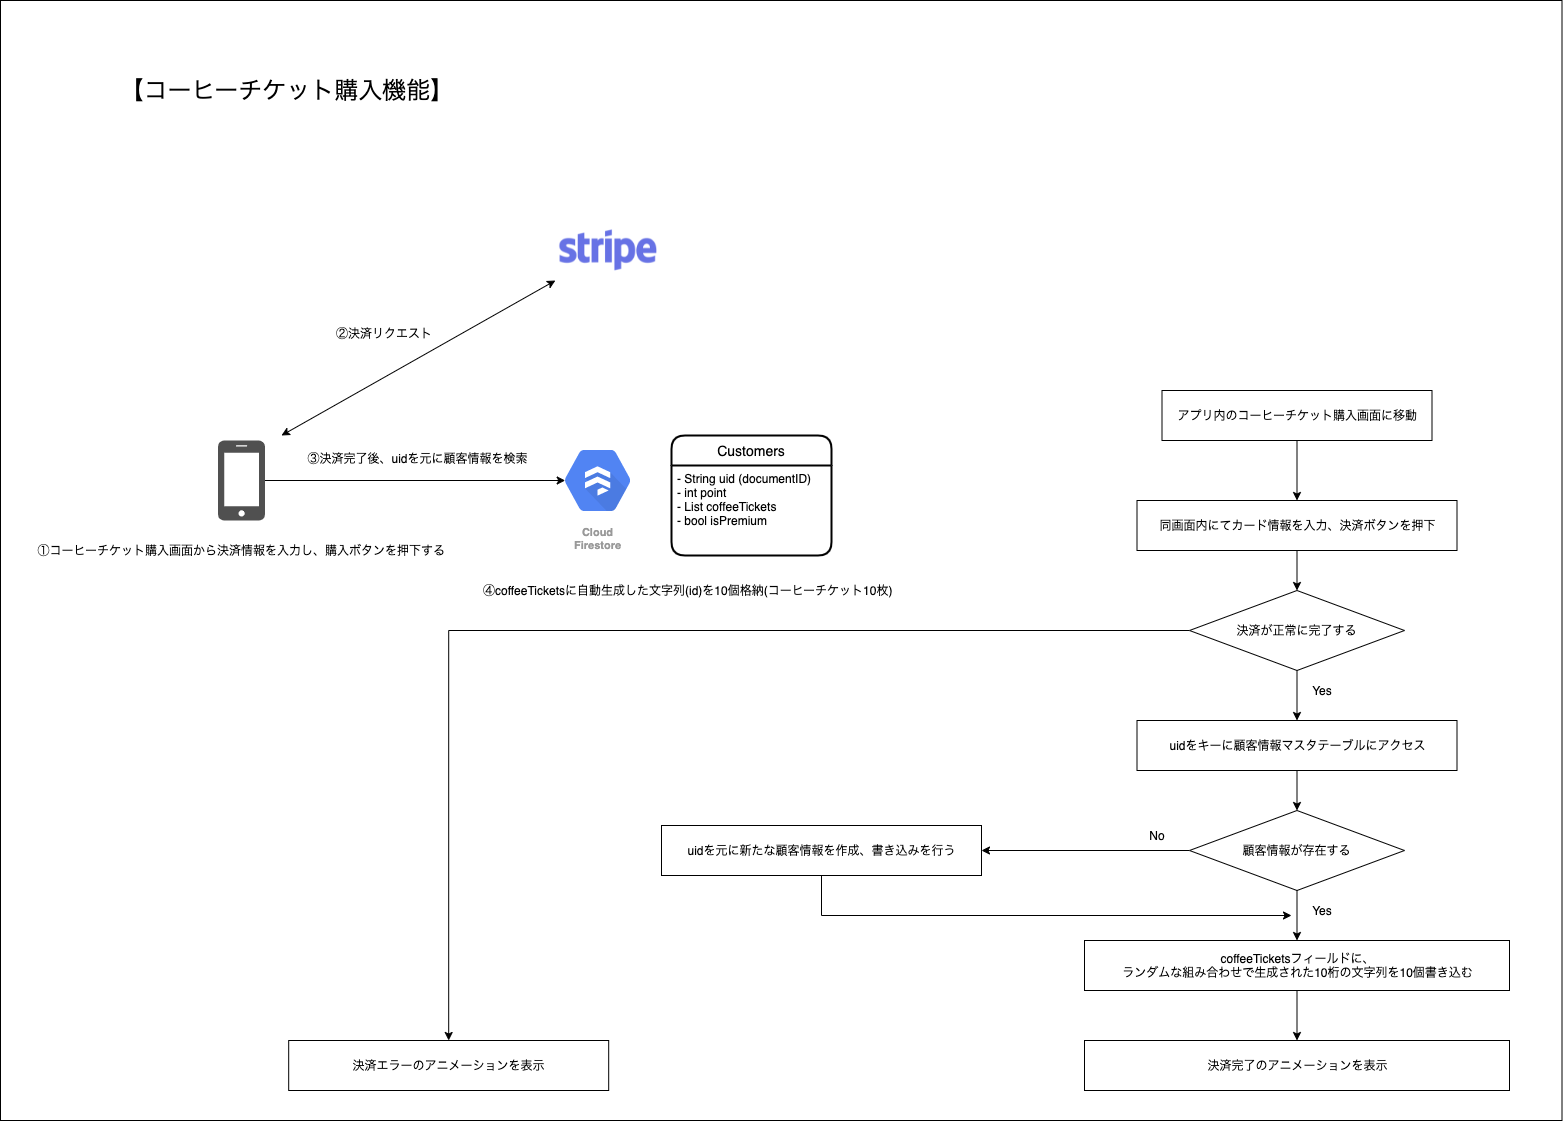 【コーヒーチケット購入機能】
stripe
②決済リクエスト
③決済完了後、uidを元に顧客情報を検索
Cloud
Firestore
Customers
- String uid (documentID)
- int point
- List coffeeTickets
- bool isPremium
①コーヒーチケット購入画面から決済情報を入力し、購入ボタンを押下する
④coffeeTicketsに自動生成した文字列(id)を10個格納(コーヒーチケット10枚)
アプリ内のコーヒーチケット購入画面に移動
同画面内にてカード情報を入力、決済ボタンを押下
決済が正常に完了する
Yes
uidをキーに顧客情報マスタテーブルにアクセス
顧客情報が存在する
No
uidを元に新たな顧客情報を作成、書き込みを行う
Yes
coffeeTicketsフィールドに、
ランダムな組み合わせで生成された10桁の文字列を10個書き込む
決済エラーのアニメーションを表示
決済完了のアニメーションを表示